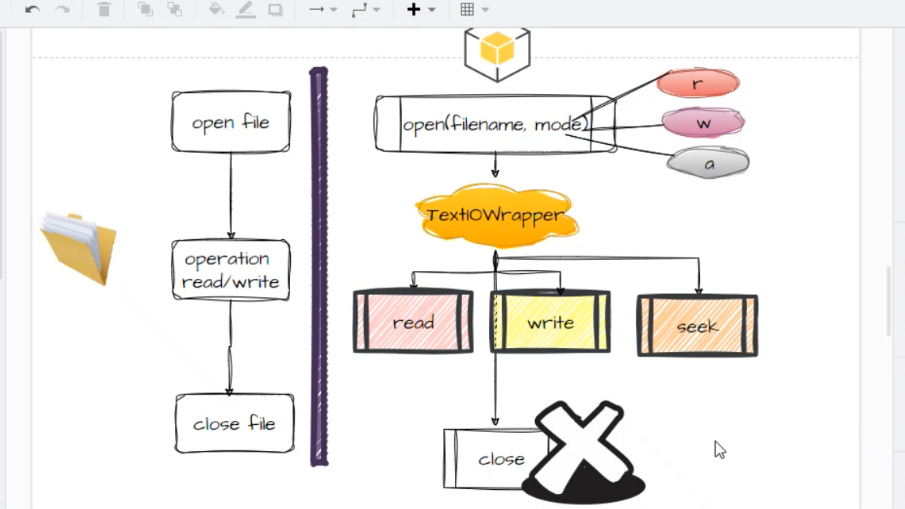 open file
operation
read/write
close file
open(filename, mode)
r
w
a
TextIOWrapper
read
write
seek
close